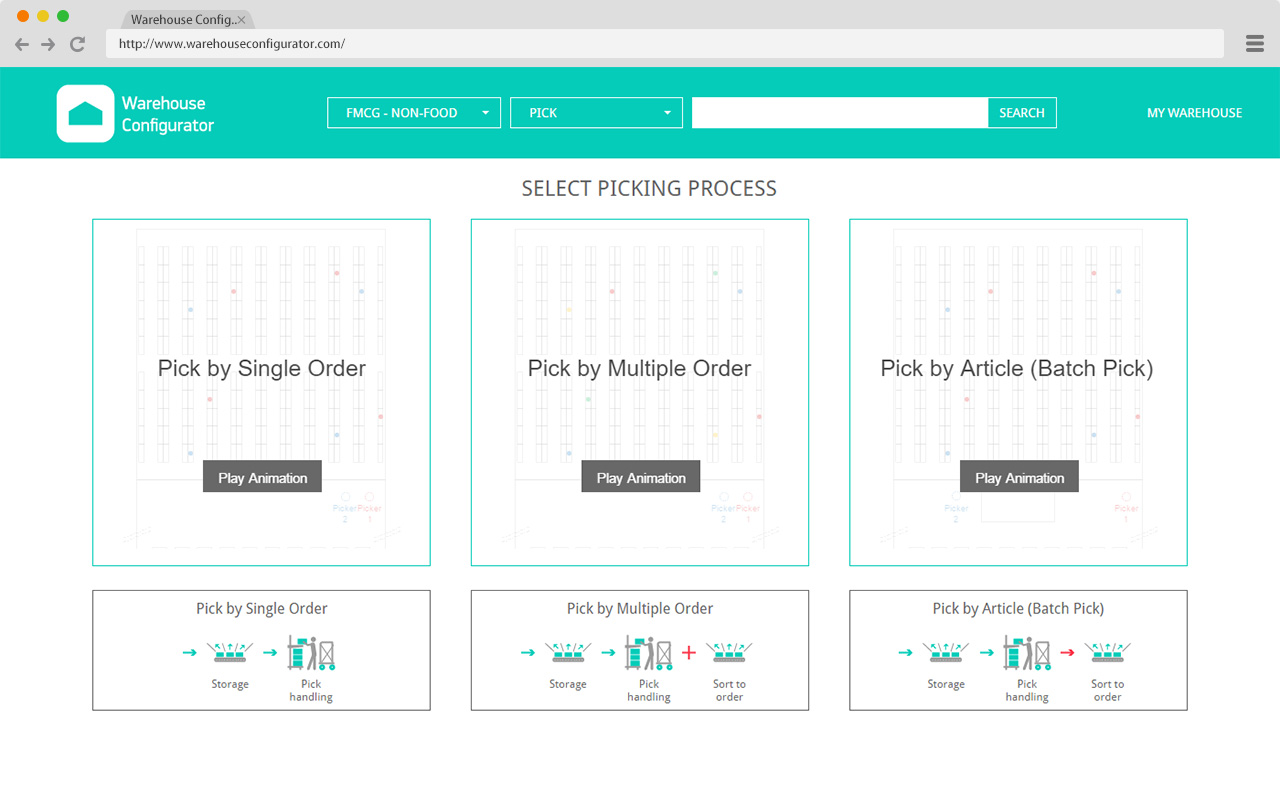 Warehouse Config..
http://www.warehouseconfigurator.com/
Warehouse
Configurator
FMCG - NON-FOOD
PICK
SEARCH
MY WAREHOUSE
SELECT PICKING PROCESS
Pick by Single Order
Play Animation
Picker
2
Picker
1
Pick by Multiple Order
Play Animation
Picker
2
Picker
1
Pick by Article (Batch Pick)
Play Animation
Picker
2
Picker
1
Pick by Single Order
Storage
Pick
handling
Pick by Multiple Order
Storage
Pick
handling
+
Sort to
order
Pick by Article (Batch Pick)
Storage
Pick
handling
Sort to
order